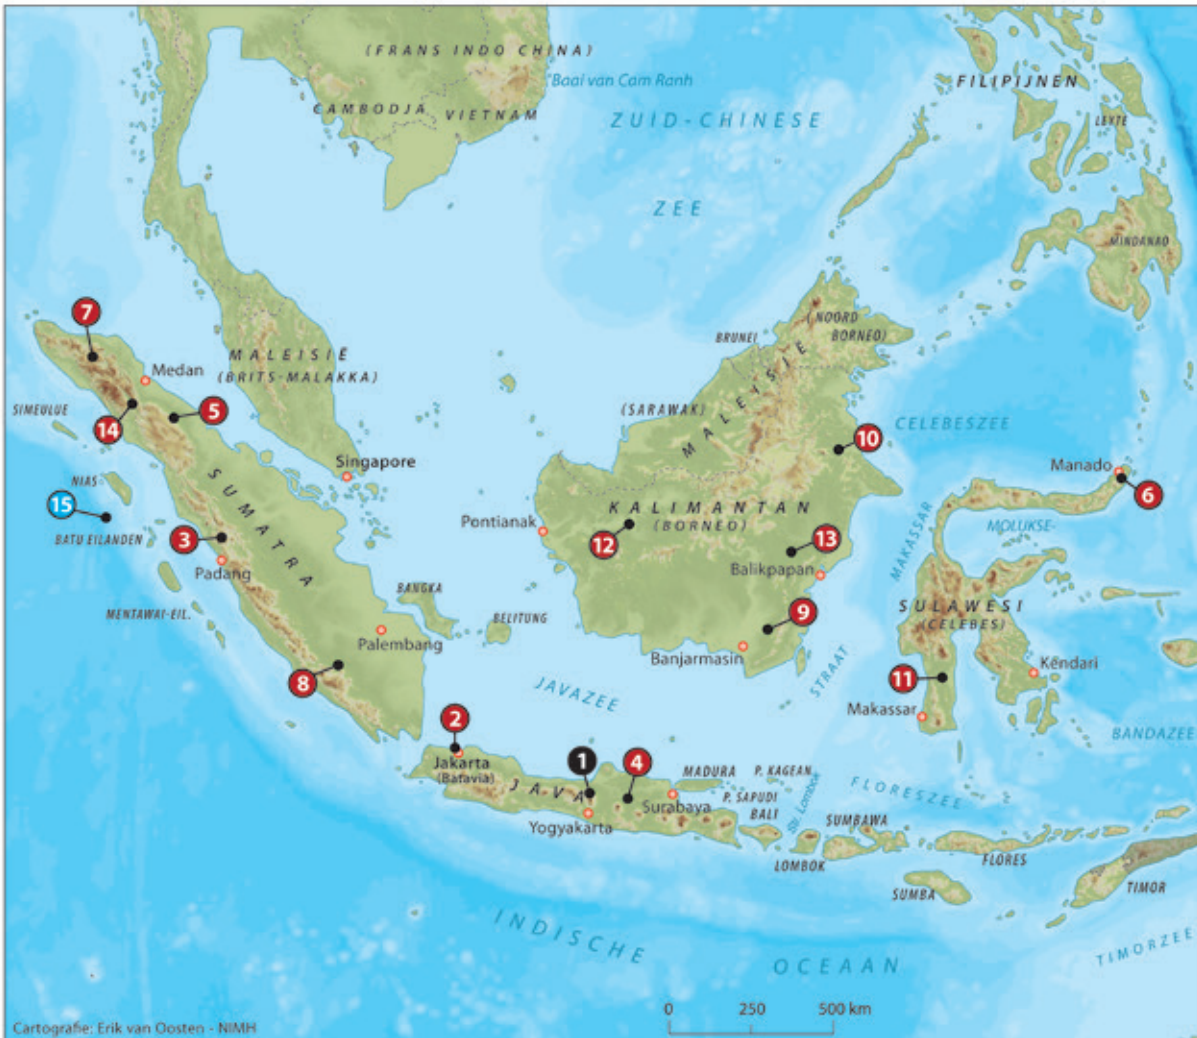 (FRANS INDO CHINA)
Baai van Cam Ranh
CAMBODJA
VIETNAM
ZUID-CHINESE
ZEE
FILIPIJNEN
LEYTE
MINDANAO
7
Medan
MALEISIË
(BRITS-MALAKKA)
SIMEULUE
14
5
Singapore
NIAS
15
BATU EILANDEN
SUMATRA
3
Padang
MENTAWAI-EIL.
BANGKA
BELITUNG
Palembang
8
BRUNEI
(NOORD
BORNEO)
MALEYSIE
(SARAWAK)
10
CELEBESZEE
Manado
6
KALIMANTAN
(BORNEO)
Pontianak
12
13
Balikpapan
9
Banjarmasin
MAKASSAR
STRAAT
MOLUKSE-
SULAWESI
(CELEBES)
Kendari
11
Makassar
BANDAZEE
JAVAZEE
2
Jakarta
(Batavia)
JAVA
1
4
Yogyakarta
Surabaya
MADURA
P. KAGEAN
P. SAPUDI
BALI
St. Lombok
LOMBOK
SUMBAWA
FLORESZEE
FLORES
SUMBA
TIMOR
TIMORZEE
INDISCHE
OCEAAN
0 250 500 km
Cartografie: Erik van Oosten - NIMH